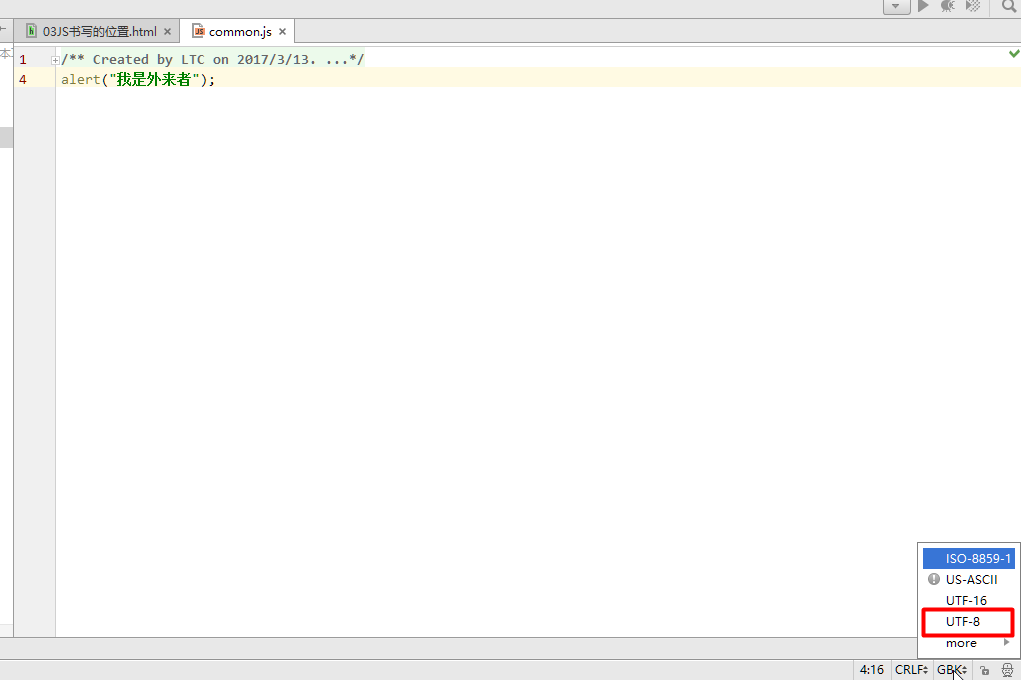 03JS书写的位置.html
common.js
本
1 /** Created by LTC on 2017/3/13. ...*/
4 alert("我是外来者");
ISO-8859-1
US-ASCII
UTF-16
UTF-8
more
4:16 CRLF GBK